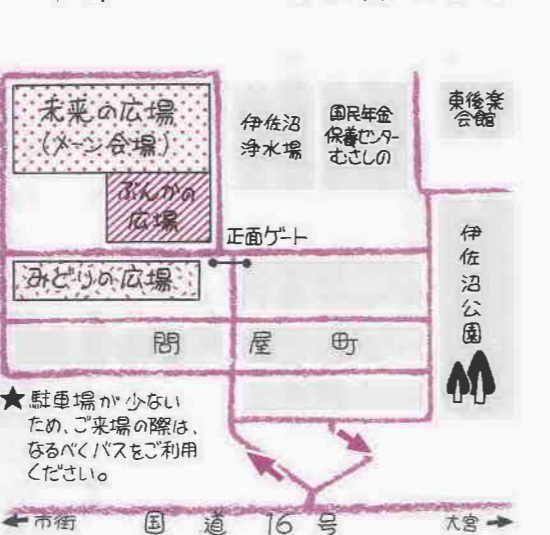 未来の広場
(メーン会場)
ぶんかの
広場
みどりの広場
伊佐沼
浄水場
国民年金
保養センター
むさしの
東後楽
会館
正面ゲート
伊佐沼公園
問屋町
★駐車場が少ない
ため、ご来場の際は、
なるべくバスをご利用
ください。
←市街
国道16号
大宮→